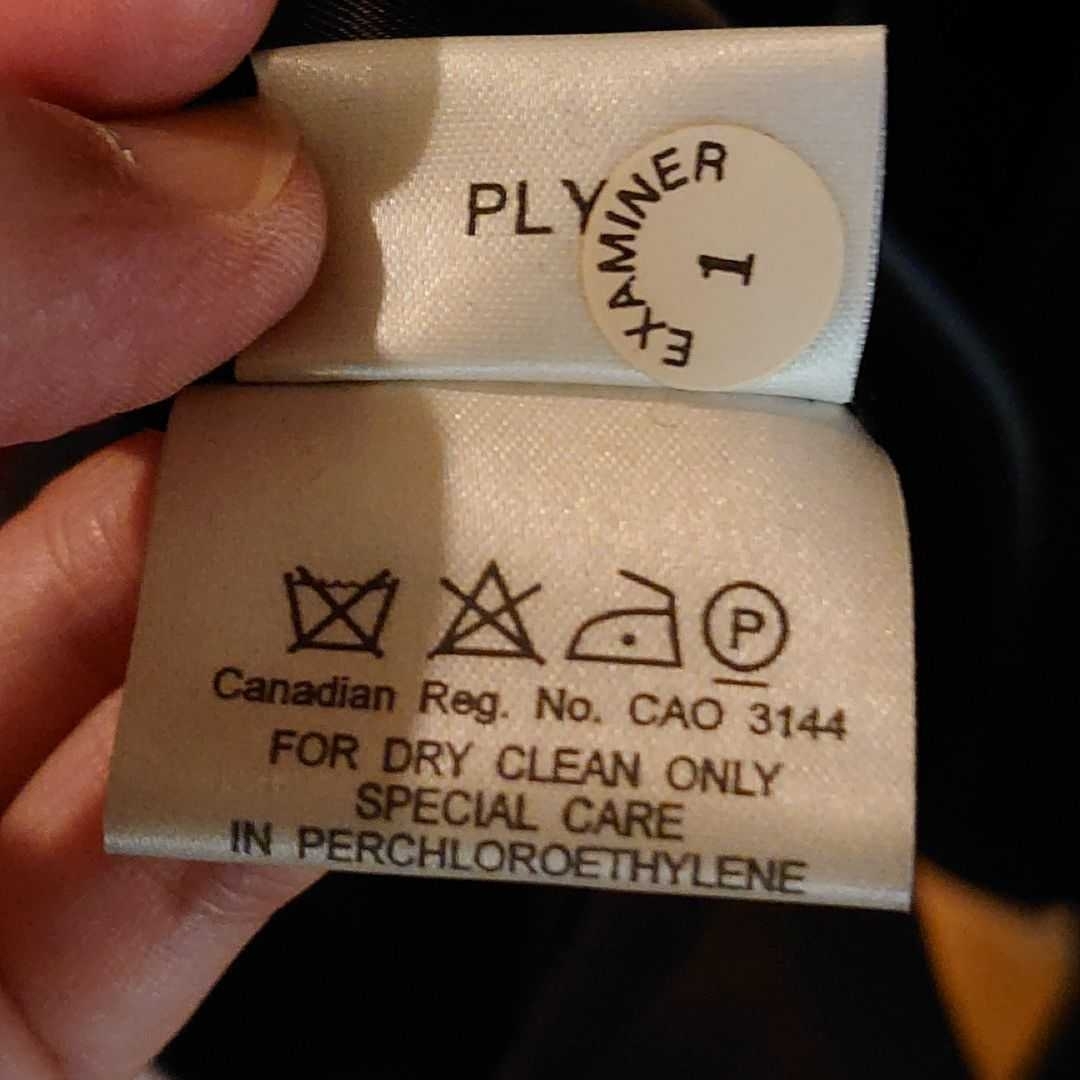 PLY
EXAMINER
1
P
Canadian Reg. No. CAO 3144
FOR DRY CLEAN ONLY
SPECIAL CARE
IN PERCHLOROETHYLENE